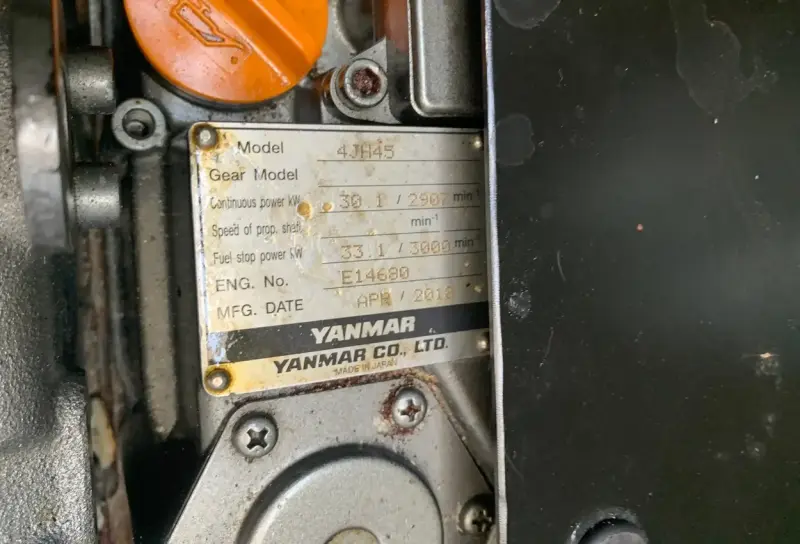 Model 4JH45
Gear Model
Continuous power kW 30.1 / 2907 min⁻¹
Speed of prop. shaft min⁻¹
Fuel stop power kW 33.1 / 3000 min⁻¹
ENG. No. E14680
MFG. DATE APR /
YANMAR
YANMAR CO., LTD.
MADE IN JAPAN